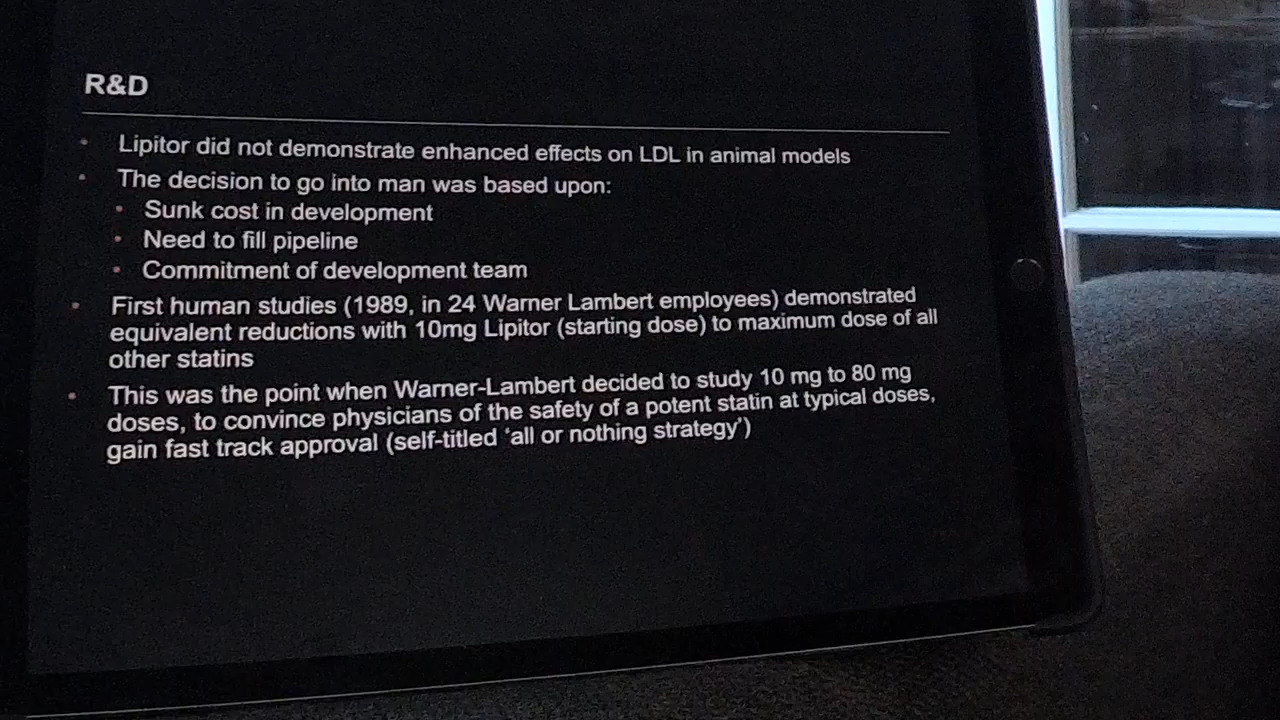 R&D
• Lipitor did not demonstrate enhanced effects on LDL in animal models
• The decision to go into man was based upon:
• Sunk cost in development
• Need to fill pipeline
• Commitment of development team
• First human studies (1989, in 24 Warner Lambert employees) demonstrated
equivalent reductions with 10mg Lipitor (starting dose) to maximum dose of all
other statins
• This was the point when Warner-Lambert decided to study 10 mg to 80 mg
doses, to convince physicians of the safety of a potent statin at typical doses,
gain fast track approval (self-titled ‘all or nothing strategy’)